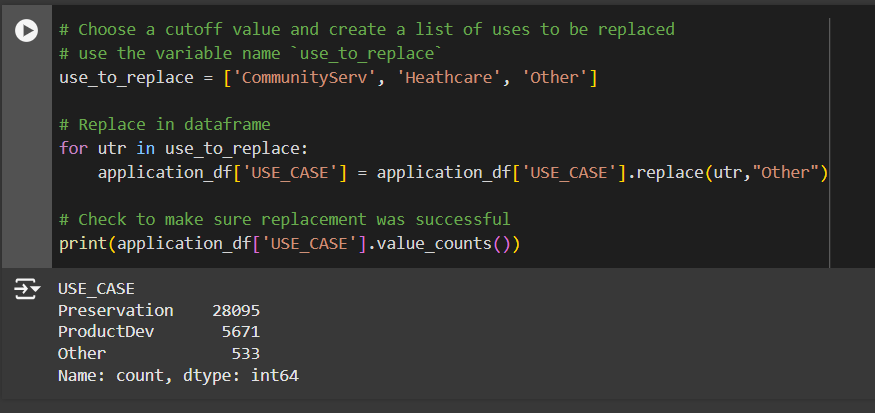 # Choose a cutoff value and create a list of uses to be replaced
# use the variable name `use_to_replace`
use_to_replace = ['CommunityServ', 'Heathcare', 'Other']
# Replace in dataframe
for utr in use_to_replace:
    application_df['USE_CASE'] = application_df['USE_CASE'].replace(utr,"Other")
# Check to make sure replacement was successful
print(application_df['USE_CASE'].value_counts())
USE_CASE
Preservation    28095
ProductDev       5671
Other             533
Name: count, dtype: int64